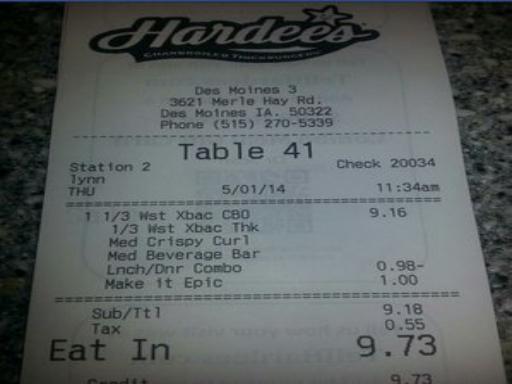 Hardee's
CHARBROILED THICKBURGERS
Des Moines 3
3621 Merle Hay Rd.
Des Moines IA. 50322
Phone (515) 270-5339
Table 41
Station 2 Check 20034
lynn
THU 5/01/14 11:34am
1 1/3 Wst Xbac CBO 9.16
1/3 Wst Xbac Thk
Med Crispy Curl
Med Beverage Bar
Lnch/Dnr Combo 0.98-
Make it Epic 1.00
Sub/Ttl 9.18
Tax 0.55
Eat In 9.73
Credit 9.73